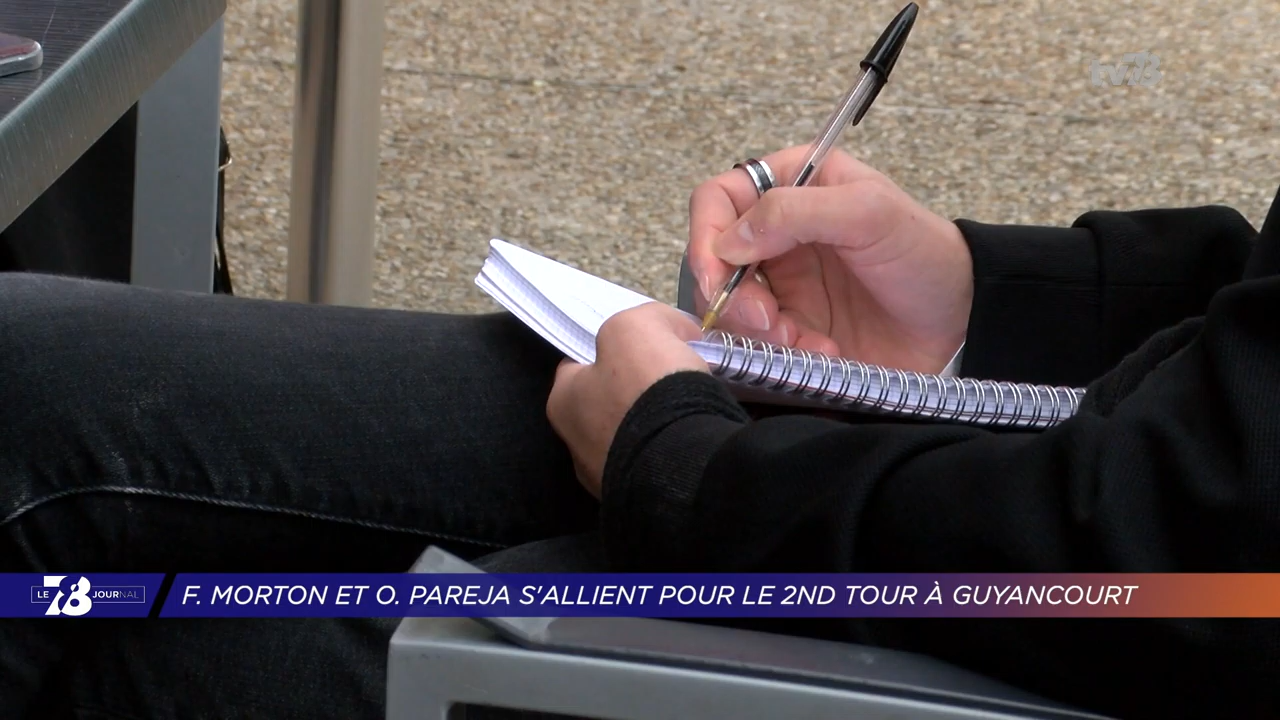 tv78
LE 78 JOURNAL
F. MORTON ET O. PAREJA S'ALLIENT POUR LE 2ND TOUR À GUYANCOURT